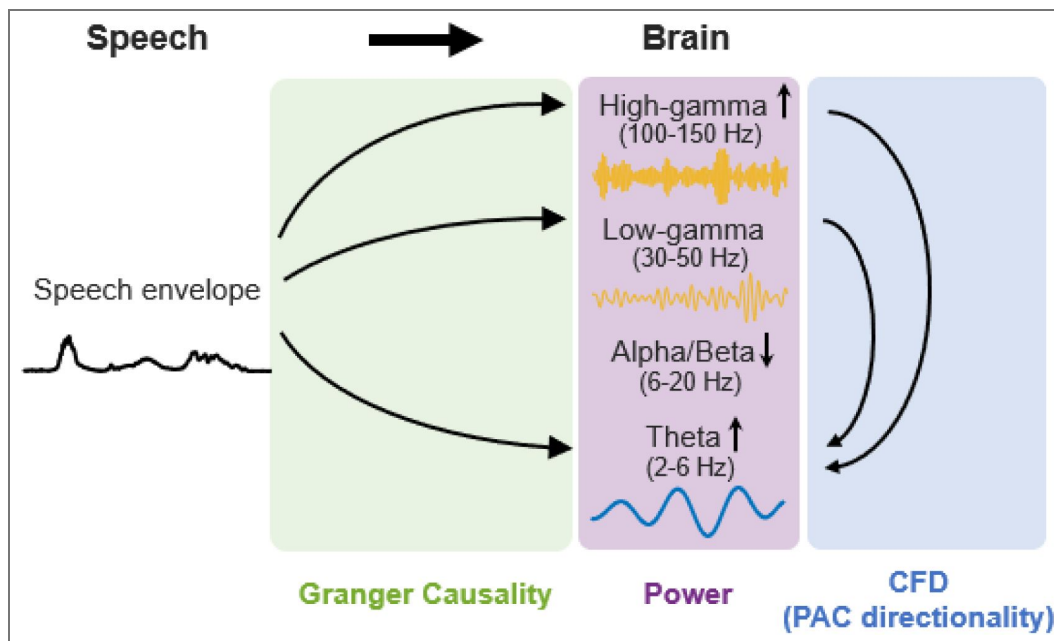 Speech
Brain
High-gamma ↑
(100-150 Hz)
Low-gamma
(30-50 Hz)
Speech envelope
Alpha/Beta ↓
(6-20 Hz)
Theta ↑
(2-6 Hz)
Granger Causality
Power
CFD
(PAC directionality)